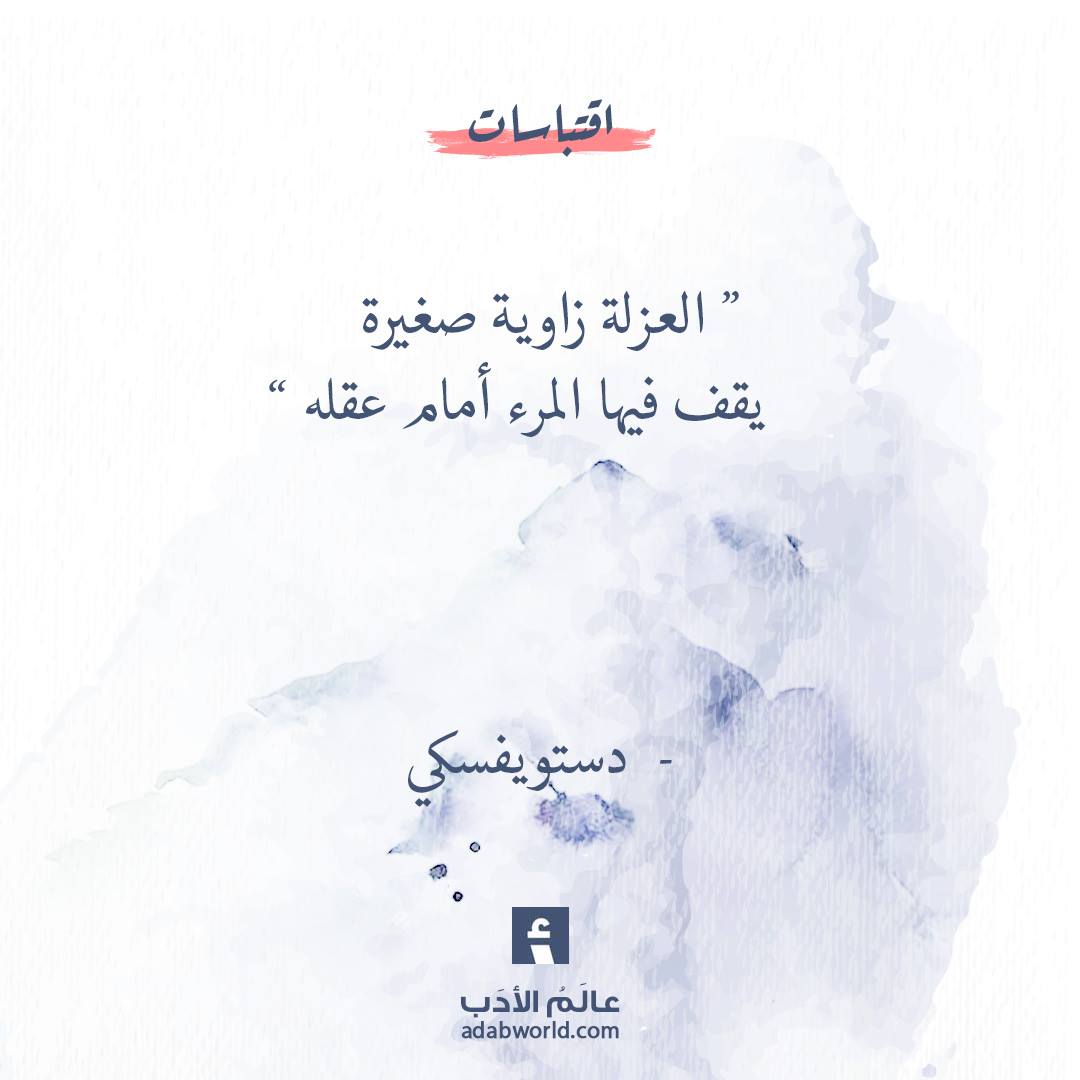 اقتباسات
” العزلة زاوية صغيرة
يقف فيها المرء أمام عقله “
- دستويفسكي
أ
عالَمُ الأدَب
adabworld.com